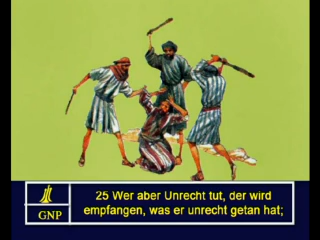 25 Wer aber Unrecht tut, der wird
empfangen, was er unrecht getan hat;
GNP